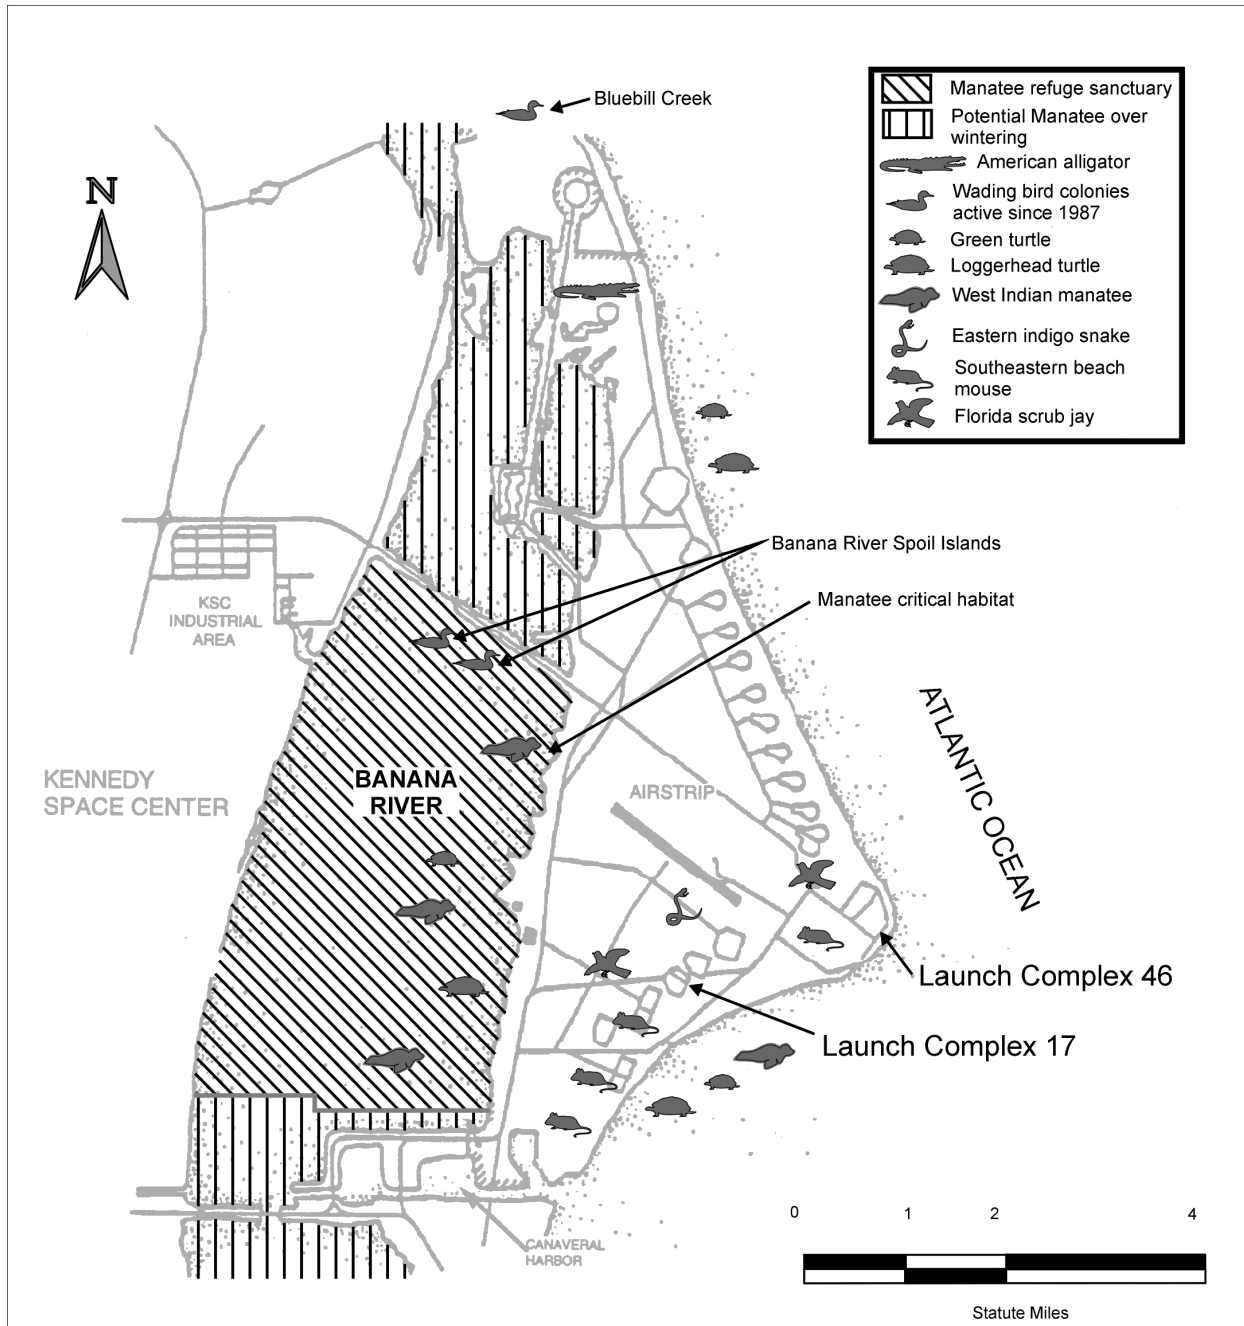 Bluebill Creek
Manatee refuge sanctuary
Potential Manatee over
wintering
American alligator
Wading bird colonies
active since 1987
Green turtle
Loggerhead turtle
West Indian manatee
Eastern indigo snake
Southeastern beach
mouse
Florida scrub jay
N
Banana River Spoil Islands
Manatee critical habitat
KSC
INDUSTRIAL
AREA
ATLANTIC OCEAN
KENNEDY
SPACE CENTER
BANANA
RIVER
AIRSTRIP
Launch Complex 46
Launch Complex 17
CANAVERAL
HARBOR
0 1 2 4
Statute Miles